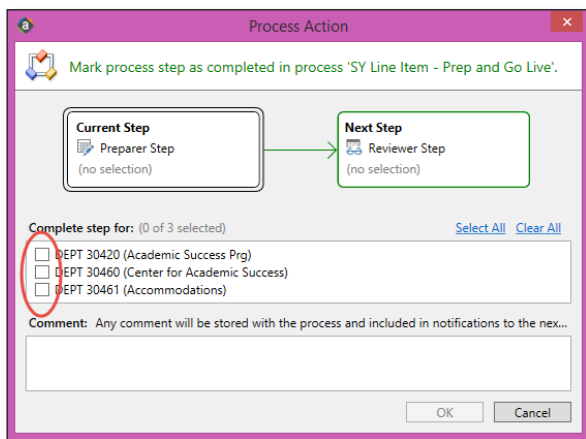 Process Action
Mark process step as completed in process 'SY Line Item - Prep and Go Live'.
Current Step
Preparer Step
(no selection)
Next Step
Reviewer Step
(no selection)
Complete step for: (0 of 3 selected) Select All Clear All
DEPT 30420 (Academic Success Prg)
DEPT 30460 (Center for Academic Success)
DEPT 30461 (Accommodations)
Comment: Any comment will be stored with the process and included in notifications to the nex...
OK Cancel